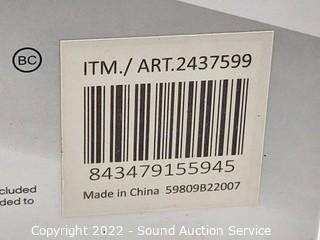 BC
ITM./ ART.2437599
843479155945
cluded
ded to
Made in China 59809B22007
Copyright 2022 - Sound Auction Service